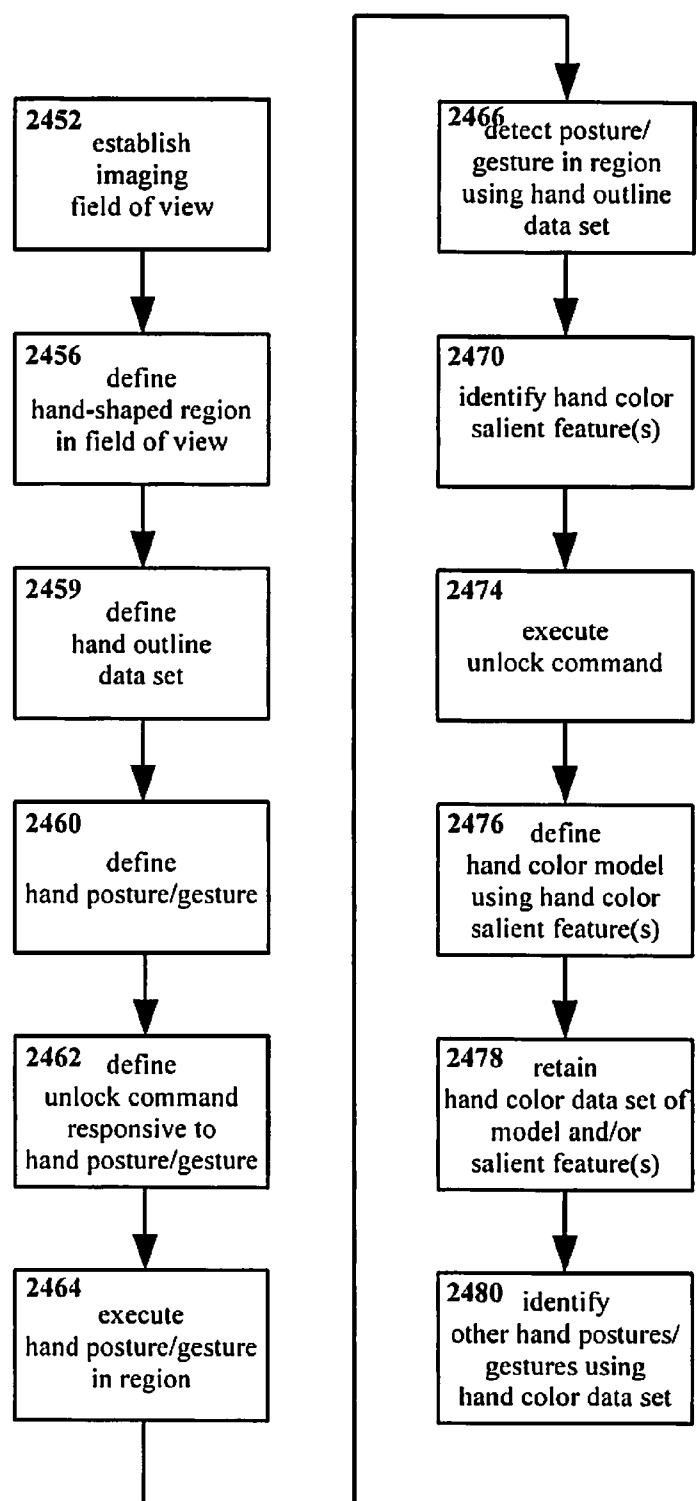 2452
establish
imaging
field of view
2456
define
hand-shaped region
in field of view
2459
define
hand outline
data set
2460
define
hand posture/gesture
2462
define
unlock command
responsive to
hand posture/gesture
2464
execute
hand posture/gesture
in region
2466
detect posture/
gesture in region
using hand outline
data set
2470
identify hand color
salient feature(s)
2474
execute
unlock command
2476
define
hand color model
using hand color
salient feature(s)
2478
retain
hand color data set of
model and/or
salient feature(s)
2480
identify
other hand postures/
gestures using
hand color data set